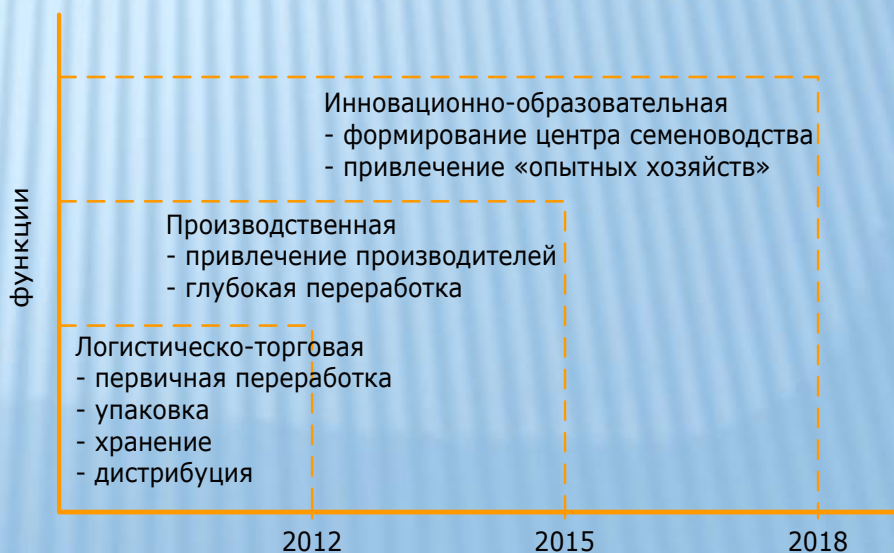 Инновационно-образовательная
- формирование центра семеноводства
- привлечение «опытных хозяйств»
Производственная
- привлечение производителей
- глубокая переработка
функции
Логистическо-торговая
- первичная переработка
- упаковка
- хранение
- дистрибуция
2012
2015
2018